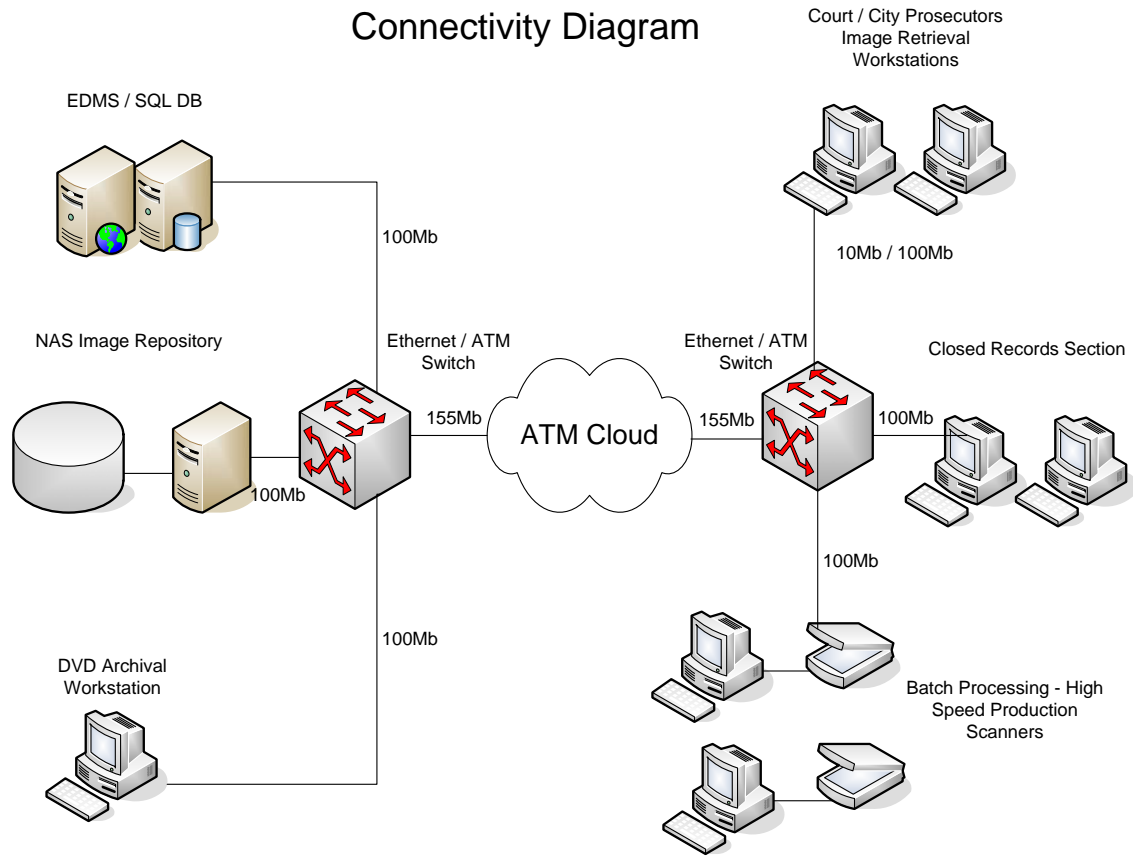 Connectivity Diagram
Court / City Prosecutors
Image Retrieval
Workstations
EDMS / SQL DB
100Mb
10Mb / 100Mb
NAS Image Repository
Ethernet / ATM
Switch
Ethernet / ATM
Switch
Closed Records Section
155Mb
ATM Cloud
155Mb
100Mb
100Mb
100Mb
100Mb
DVD Archival
Workstation
Batch Processing - High
Speed Production
Scanners